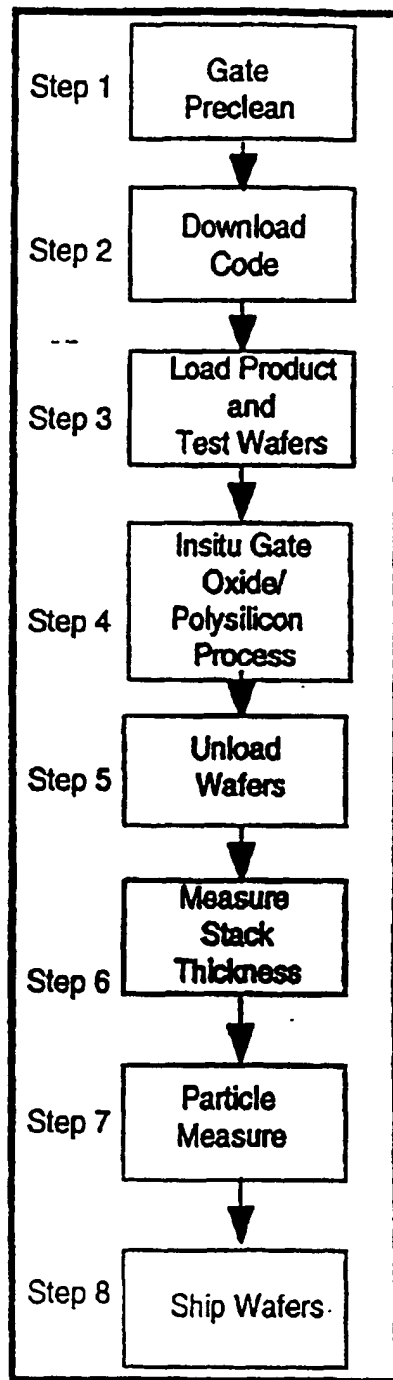 Step 1
Gate
Preclean
Step 2
Download
Code
Step 3
Load Product
and
Test Wafers
Step 4
Insitu Gate
Oxide/
Polysilicon
Process
Step 5
Unload
Wafers
Step 6
Measure
Stack
Thickness
Step 7
Particle
Measure
Step 8
Ship Wafers